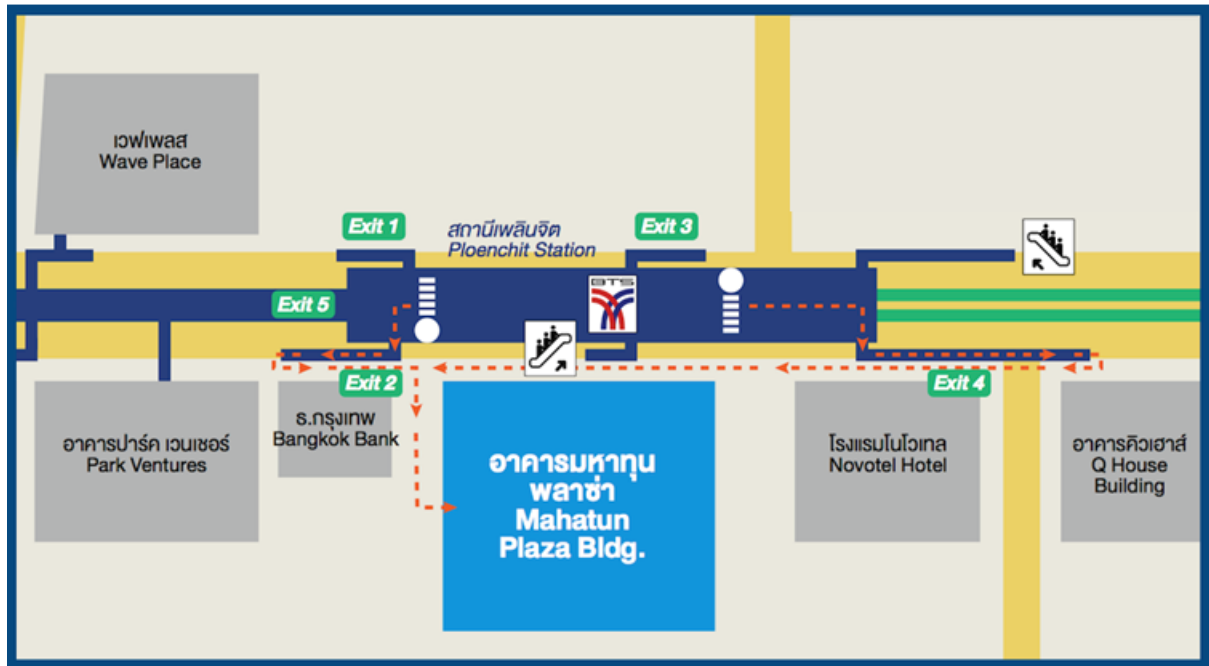 เวฟเพลส
Wave Place
Exit 1
สถานีเพลินจิต
Ploenchit Station
Exit 3
BTS
Exit 5
Exit 2
Exit 4
อาคารปาร์ค เวนเชอร์
Park Ventures
ธ.กรุงเทพ
Bangkok Bank
อาคารมหาทุน
พลาซ่า
Mahatun
Plaza Bldg.
โรงแรมโนโวเทล
Novotel Hotel
อาคารคิวเฮาส์
Q House
Building